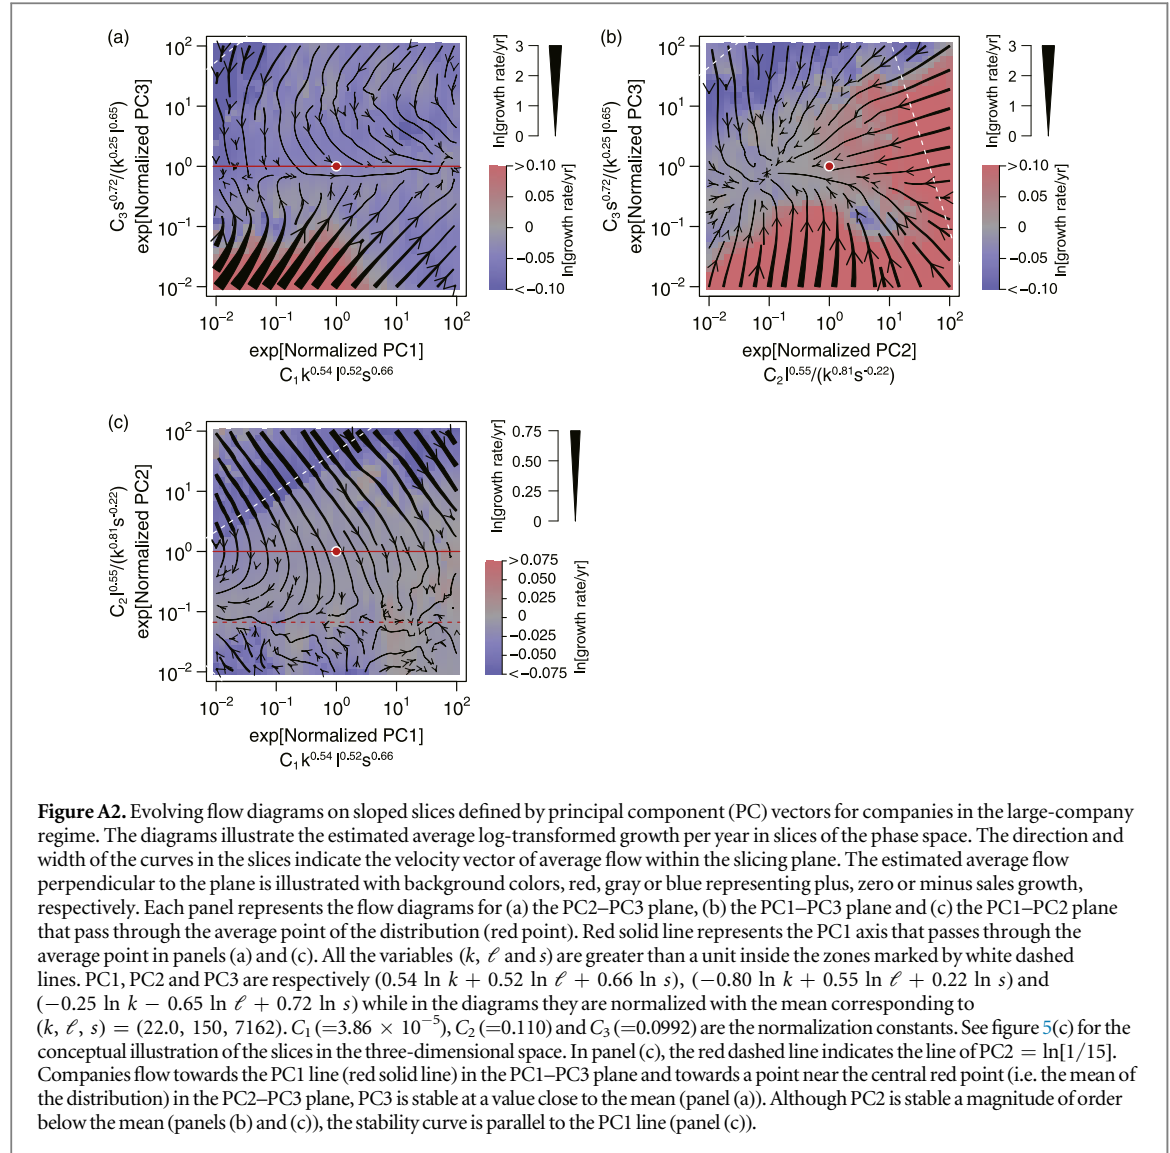 (a)
10² 10¹ 10⁰ 10⁻¹ 10⁻²
C₃s^0.72/(k^0.25 l^0.65)
exp[Normalized PC3]
10⁻² 10⁻¹ 10⁰ 10¹ 10²
exp[Normalized PC1]
C₁k^0.54 l^0.52 s^0.66
3 2 1 0
ln[growth rate/yr]
>0.10 0.05 0 −0.05 <−0.10
ln[growth rate/yr]
(b)
10² 10¹ 10⁰ 10⁻¹ 10⁻²
C₃s^0.72/(k^0.25 l^0.65)
exp[Normalized PC3]
10⁻² 10⁻¹ 10⁰ 10¹ 10²
exp[Normalized PC2]
C₂l^0.55/(k^0.81 s^-0.22)
3 2 1 0
ln[growth rate/yr]
>0.10 0.05 0 −0.05 <−0.10
ln[growth rate/yr]
(c)
10² 10¹ 10⁰ 10⁻¹ 10⁻²
C₂l^0.55/(k^0.81 s^-0.22)
exp[Normalized PC2]
10⁻² 10⁻¹ 10⁰ 10¹ 10²
exp[Normalized PC1]
C₁k^0.54 l^0.52 s^0.66
0.75 0.50 0.25 0
ln[growth rate/yr]
>0.075 0.050 0.025 0 −0.025 −0.050 <−0.075
ln[growth rate/yr]
Figure A2. Evolving flow diagrams on sloped slices defined by principal component (PC) vectors for companies in the large-company
regime. The diagrams illustrate the estimated average log-transformed growth per year in slices of the phase space. The direction and
width of the curves in the slices indicate the velocity vector of average flow within the slicing plane. The estimated average flow
perpendicular to the plane is illustrated with background colors, red, gray or blue representing plus, zero or minus sales growth,
respectively. Each panel represents the flow diagrams for (a) the PC2–PC3 plane, (b) the PC1–PC3 plane and (c) the PC1–PC2 plane
that pass through the average point of the distribution (red point). Red solid line represents the PC1 axis that passes through the
average point in panels (a) and (c). All the variables (k, ℓ and s) are greater than a unit inside the zones marked by white dashed
lines. PC1, PC2 and PC3 are respectively (0.54 ln k + 0.52 ln ℓ + 0.66 ln s), (−0.80 ln k + 0.55 ln ℓ + 0.22 ln s) and
(−0.25 ln k − 0.65 ln ℓ + 0.72 ln s) while in the diagrams they are normalized with the mean corresponding to
(k, ℓ, s) = (22.0, 150, 7162). C₁ (=3.86 × 10⁻⁵), C₂ (=0.110) and C₃ (=0.0992) are the normalization constants. See figure 5(c) for the
conceptual illustration of the slices in the three-dimensional space. In panel (c), the red dashed line indicates the line of PC2 = ln[1/15].
Companies flow towards the PC1 line (red solid line) in the PC1–PC3 plane and towards a point near the central red point (i.e. the mean of
the distribution) in the PC2–PC3 plane, PC3 is stable at a value close to the mean (panel (a)). Although PC2 is stable a magnitude of order
below the mean (panels (b) and (c)), the stability curve is parallel to the PC1 line (panel (c)).